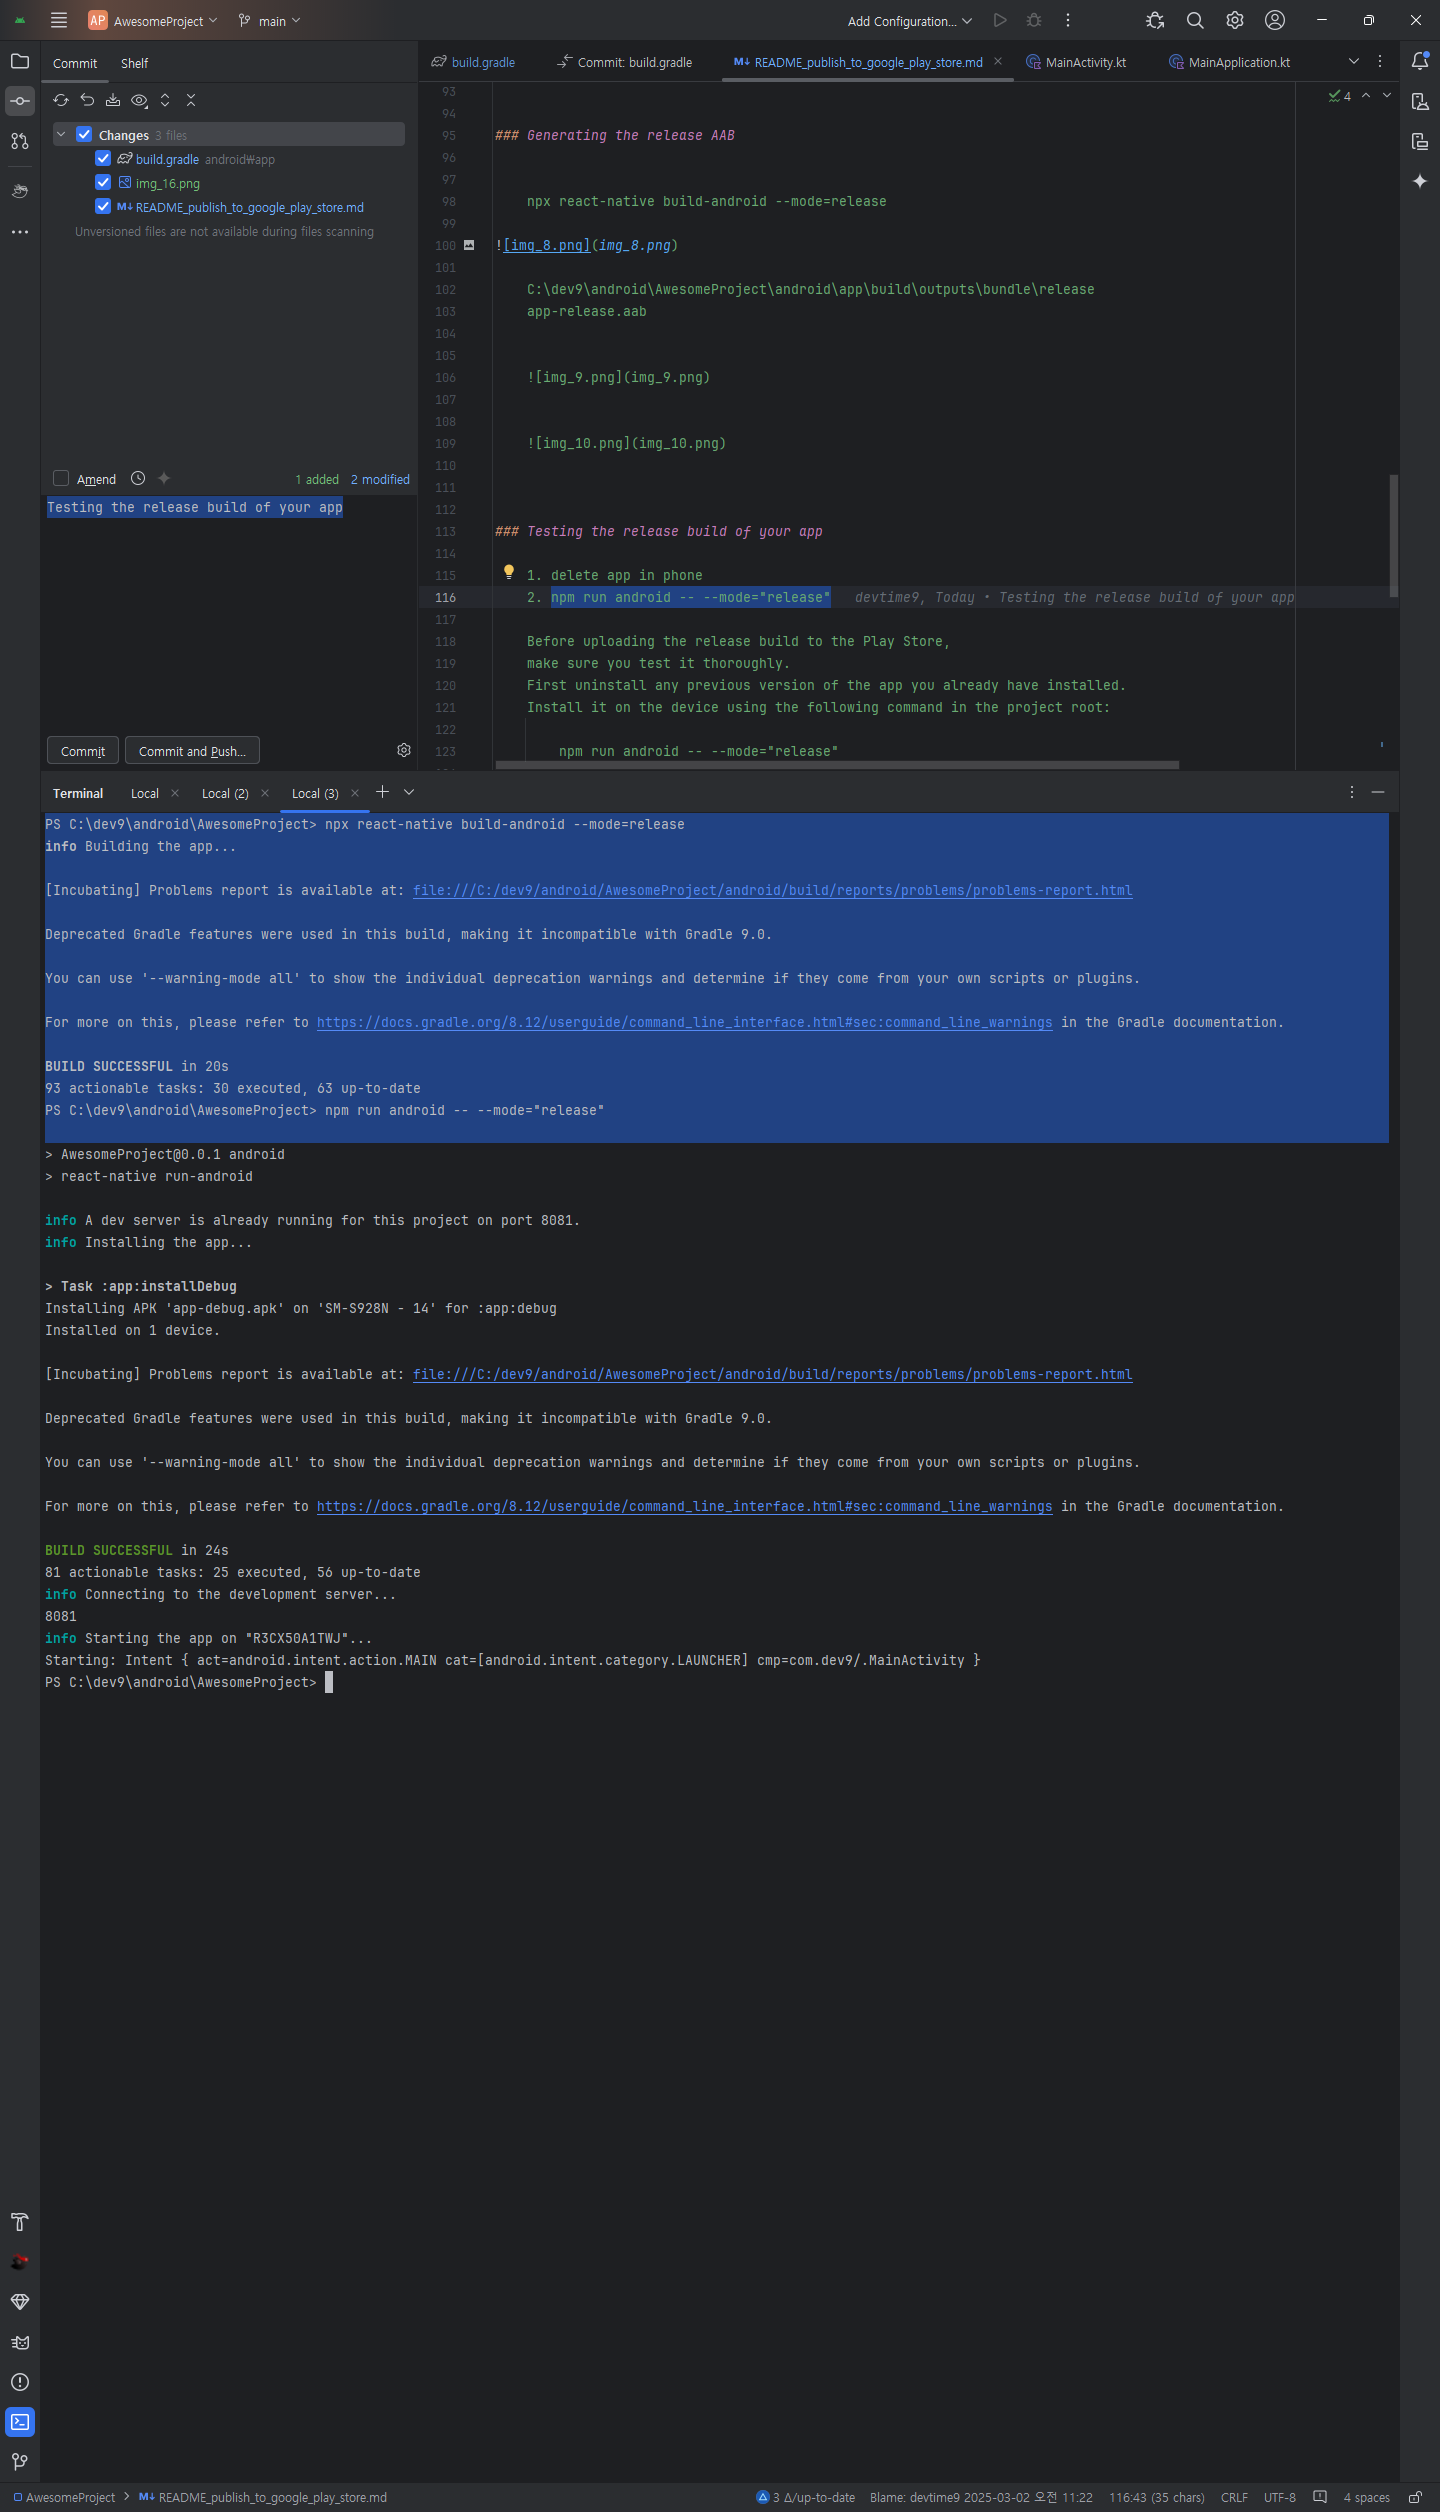 AP AwesomeProject main Add Configuration...
Commit Shelf
Changes 3 files
build.gradle android₩app
img_16.png
README_publish_to_google_play_store.md
Unversioned files are not available during files scanning
Amend 1 added 2 modified
Testing the release build of your app
Commit Commit and Push...
build.gradle Commit: build.gradle README_publish_to_google_play_store.md MainActivity.kt MainApplication.kt
4
93
94
95 ### Generating the release AAB
96
97
98 npx react-native build-android --mode=release
99
100 ![img_8.png](img_8.png)
101
102 C:\dev9\android\AwesomeProject\android\app\build\outputs\bundle\release
103 app-release.aab
104
105
106 ![img_9.png](img_9.png)
107
108
109 ![img_10.png](img_10.png)
110
111
112
113 ### Testing the release build of your app
114
115 1. delete app in phone
116 2. npm run android -- --mode="release" devtime9, Today • Testing the release build of your app
117
118 Before uploading the release build to the Play Store,
119 make sure you test it thoroughly.
120 First uninstall any previous version of the app you already have installed.
121 Install it on the device using the following command in the project root:
122
123 npm run android -- --mode="release"
Terminal Local Local (2) Local (3)
PS C:\dev9\android\AwesomeProject> npx react-native build-android --mode=release
info Building the app...
[Incubating] Problems report is available at: file:///C:/dev9/android/AwesomeProject/android/build/reports/problems/problems-report.html
Deprecated Gradle features were used in this build, making it incompatible with Gradle 9.0.
You can use '--warning-mode all' to show the individual deprecation warnings and determine if they come from your own scripts or plugins.
For more on this, please refer to https://docs.gradle.org/8.12/userguide/command_line_interface.html#sec:command_line_warnings in the Gradle documentation.
BUILD SUCCESSFUL in 20s
93 actionable tasks: 30 executed, 63 up-to-date
PS C:\dev9\android\AwesomeProject> npm run android -- --mode="release"
> AwesomeProject@0.0.1 android
> react-native run-android
info A dev server is already running for this project on port 8081.
info Installing the app...
> Task :app:installDebug
Installing APK 'app-debug.apk' on 'SM-S928N - 14' for :app:debug
Installed on 1 device.
[Incubating] Problems report is available at: file:///C:/dev9/android/AwesomeProject/android/build/reports/problems/problems-report.html
Deprecated Gradle features were used in this build, making it incompatible with Gradle 9.0.
You can use '--warning-mode all' to show the individual deprecation warnings and determine if they come from your own scripts or plugins.
For more on this, please refer to https://docs.gradle.org/8.12/userguide/command_line_interface.html#sec:command_line_warnings in the Gradle documentation.
BUILD SUCCESSFUL in 24s
81 actionable tasks: 25 executed, 56 up-to-date
info Connecting to the development server...
8081
info Starting the app on "R3CX50A1TWJ"...
Starting: Intent { act=android.intent.action.MAIN cat=[android.intent.category.LAUNCHER] cmp=com.dev9/.MainActivity }
PS C:\dev9\android\AwesomeProject>
AwesomeProject > README_publish_to_google_play_store.md 3 Δ/up-to-date Blame: devtime9 2025-03-02 오전 11:22 116:43 (35 chars) CRLF UTF-8 4 spaces